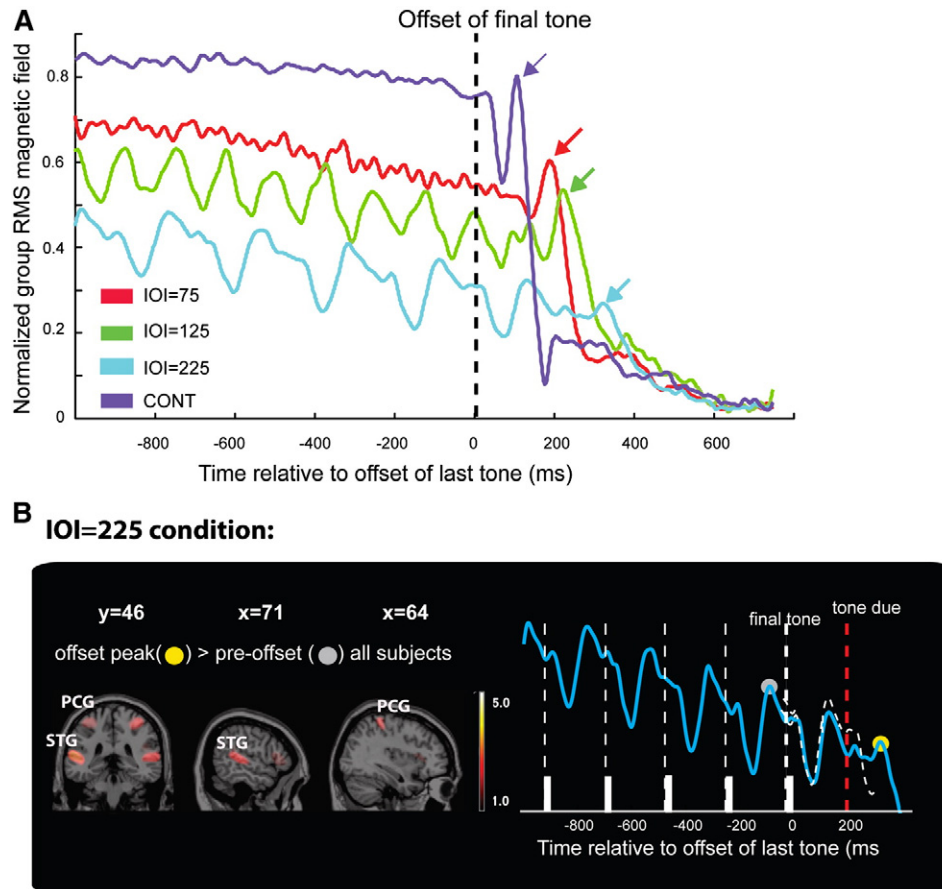 A
Offset of final tone
Normalized group RMS magnetic field
0.8
0.6
0.4
0.2
0
IOI=75
IOI=125
IOI=225
CONT
-800 -600 -400 -200 0 200 400 600
Time relative to offset of last tone (ms)
B
IOI=225 condition:
y=46 x=71 x=64
offset peak( ) > pre-offset ( ) all subjects
PCG
STG
STG
PCG
5.0
1.0
final tone
tone due
-800 -600 -400 -200 0 200
Time relative to offset of last tone (ms